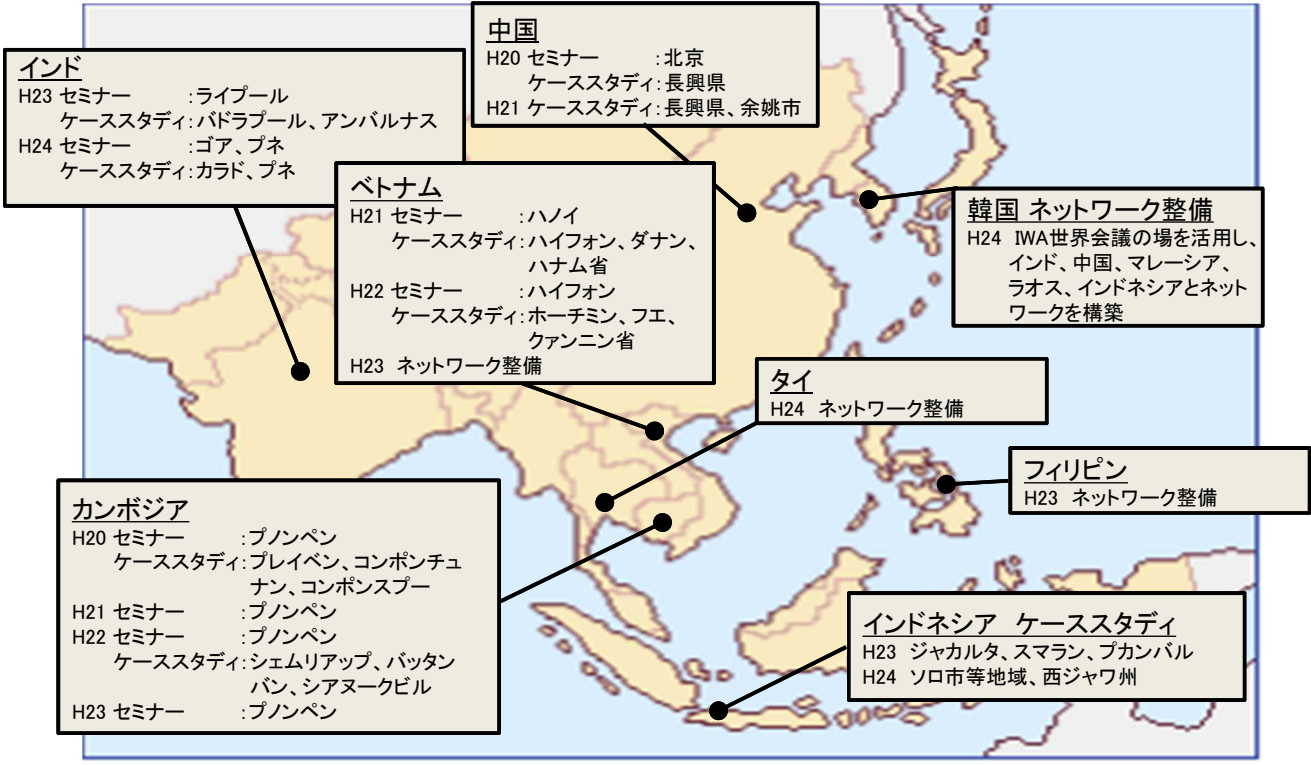 中国
H20 セミナー :北京
ケーススタディ:長興県
H21 ケーススタディ:長興県、余姚市
インド
H23 セミナー :ライプール
ケーススタディ:バドラプール、アンバルナス
H24 セミナー :ゴア、プネ
ケーススタディ:カラド、プネ
ベトナム
H21 セミナー :ハノイ
ケーススタディ:ハイフォン、ダナン、
ハナム省
H22 セミナー :ハイフォン
ケーススタディ:ホーチミン、フエ、
クァンニン省
H23 ネットワーク整備
韓国 ネットワーク整備
H24 IWA世界会議の場を活用し、
インド、中国、マレーシア、
ラオス、インドネシアとネット
ワークを構築
タイ
H24 ネットワーク整備
フィリピン
H23 ネットワーク整備
カンボジア
H20 セミナー :プノンペン
ケーススタディ:プレイベン、コンポンチュ
ナン、コンポンスプー
H21 セミナー :プノンペン
H22 セミナー :プノンペン
ケーススタディ:シェムリアップ、バッタン
バン、シアヌークビル
H23 セミナー :プノンペン
インドネシア ケーススタディ
H23 ジャカルタ、スマラン、プカンバル
H24 ソロ市等地域、西ジャワ州